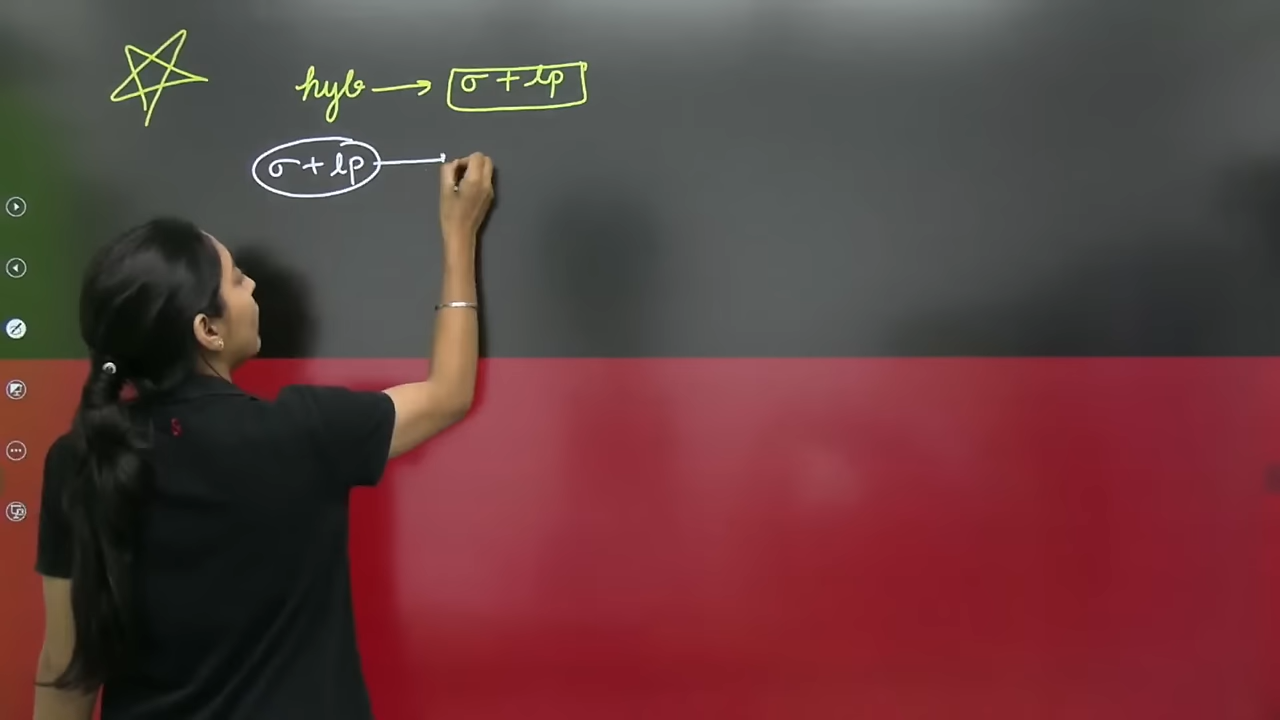 hyb → σ + lp
σ + lp —